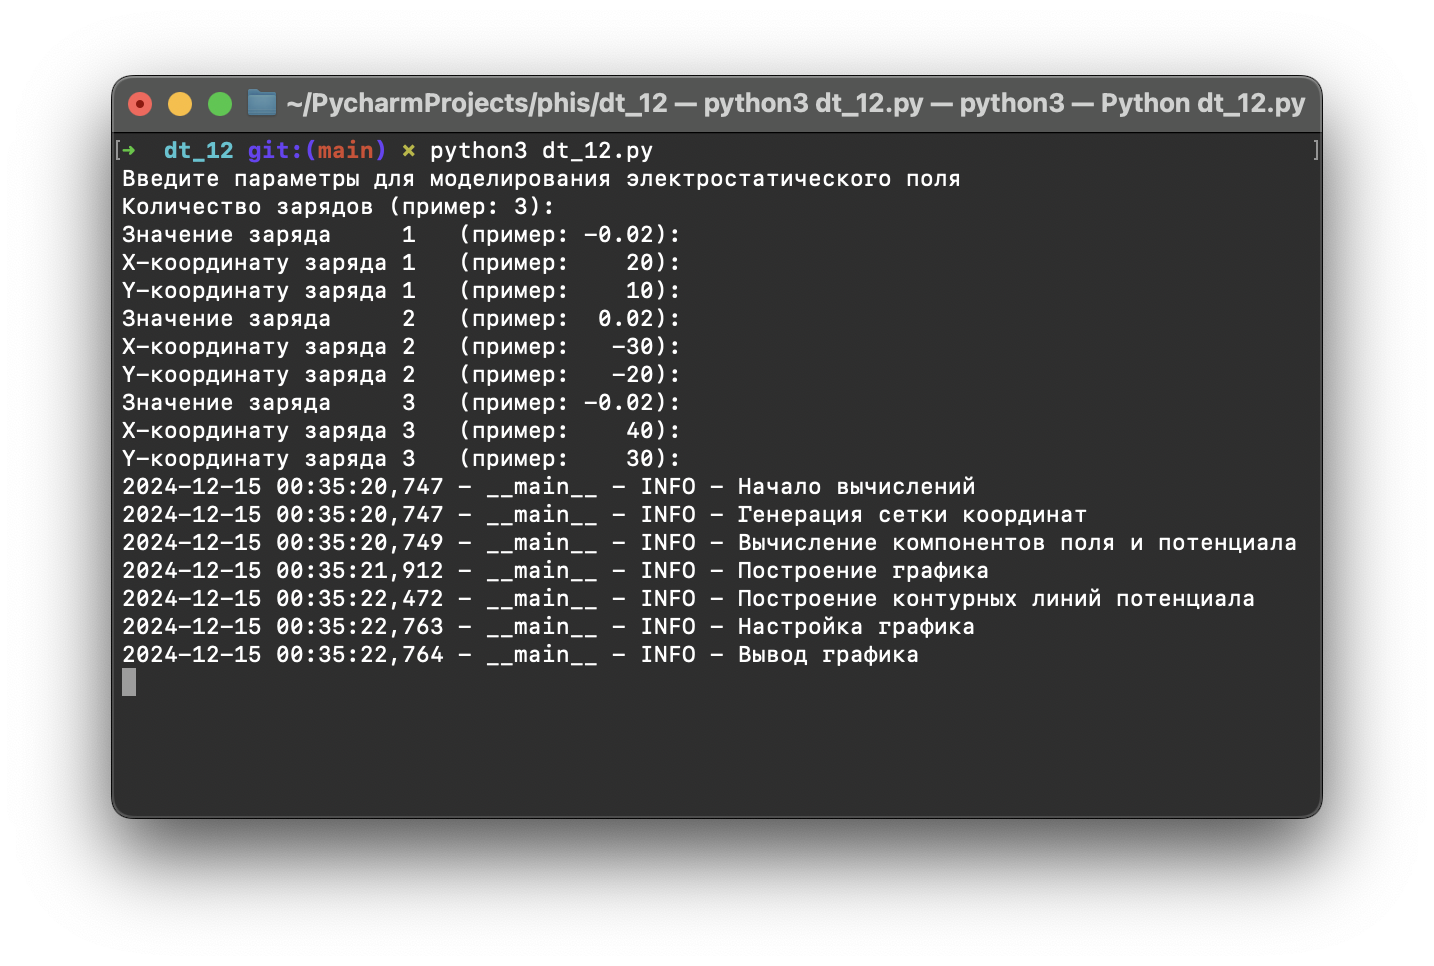 ~/PycharmProjects/phis/dt_12 — python3 dt_12.py — python3 — Python dt_12.py
[➜  dt_12 git:(main) × python3 dt_12.py ]
Введите параметры для моделирования электростатического поля
Количество зарядов (пример: 3):
Значение заряда     1   (пример: -0.02):
X-координату заряда 1   (пример:    20):
Y-координату заряда 1   (пример:    10):
Значение заряда     2   (пример:  0.02):
X-координату заряда 2   (пример:   -30):
Y-координату заряда 2   (пример:   -20):
Значение заряда     3   (пример: -0.02):
X-координату заряда 3   (пример:    40):
Y-координату заряда 3   (пример:    30):
2024-12-15 00:35:20,747 - __main__ - INFO - Начало вычислений
2024-12-15 00:35:20,747 - __main__ - INFO - Генерация сетки координат
2024-12-15 00:35:20,749 - __main__ - INFO - Вычисление компонентов поля и потенциала
2024-12-15 00:35:21,912 - __main__ - INFO - Построение графика
2024-12-15 00:35:22,472 - __main__ - INFO - Построение контурных линий потенциала
2024-12-15 00:35:22,763 - __main__ - INFO - Настройка графика
2024-12-15 00:35:22,764 - __main__ - INFO - Вывод графика